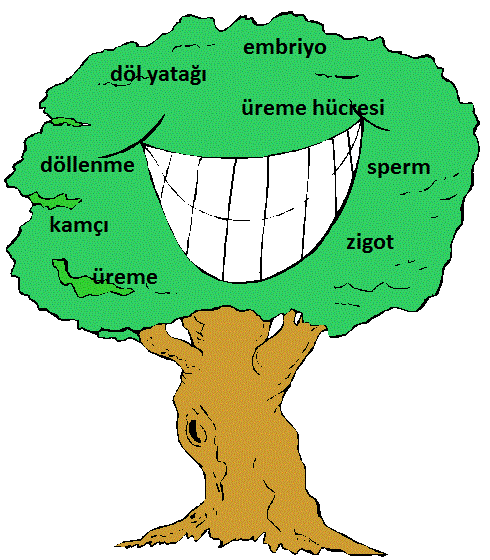 embriyo
döl yatağı
üreme hücresi
döllenme
sperm
kamçı
zigot
üreme